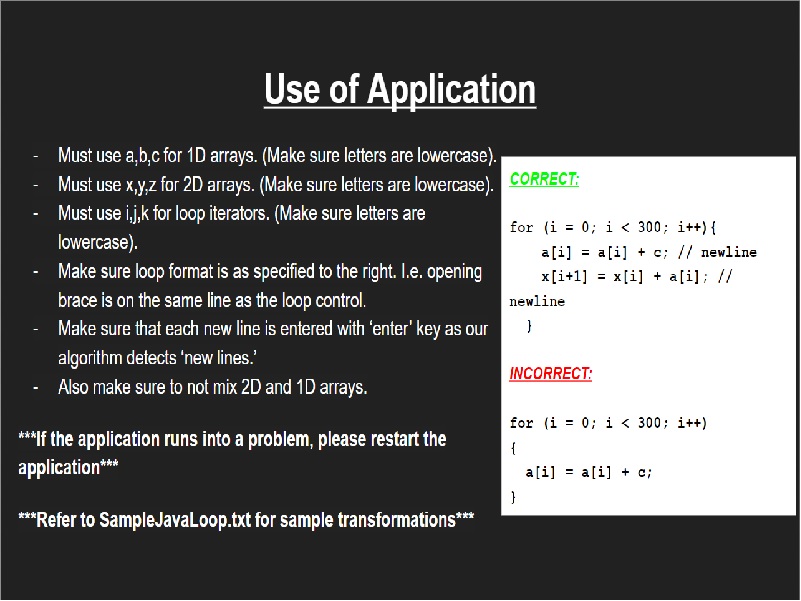 Use of Application
- Must use a,b,c for 1D arrays. (Make sure letters are lowercase).
- Must use x,y,z for 2D arrays. (Make sure letters are lowercase).
- Must use i,j,k for loop iterators. (Make sure letters are
lowercase).
- Make sure loop format is as specified to the right. I.e. opening
brace is on the same line as the loop control.
- Make sure that each new line is entered with ‘enter’ key as our
algorithm detects ‘new lines.’
- Also make sure to not mix 2D and 1D arrays.
***If the application runs into a problem, please restart the
application***
***Refer to SampleJavaLoop.txt for sample transformations***
CORRECT:
for (i = 0; i < 300; i++){
a[i] = a[i] + c; // newline
x[i+1] = x[i] + a[i]; //
newline
}
INCORRECT:
for (i = 0; i < 300; i++)
{
a[i] = a[i] + c;
}